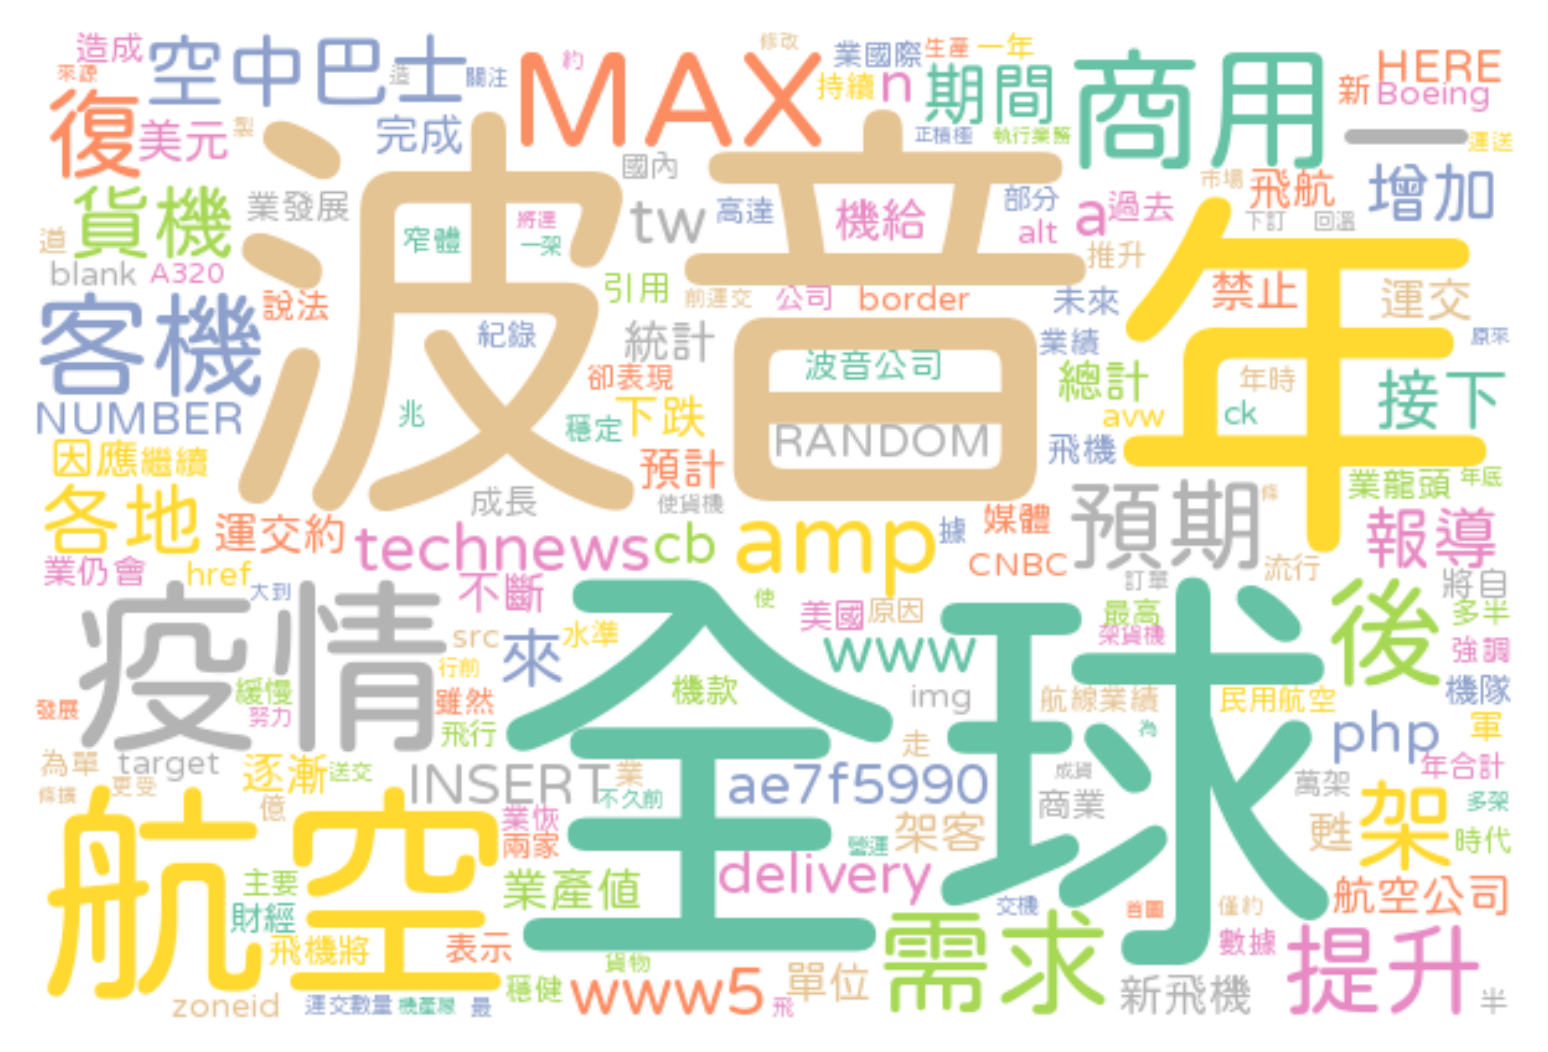 造成
空中巴士
MAX
約
修改
業國際
生產
一年
商用
HERE
來源
造
關注
持續
n
期間
新
Boeing
復
美元
製
完成
正積極
執行業務
一
運送
國內
市場
飛航
增加
貨機
業發展
tw
高達
機給
部分
a
過去
將達
alt
下訂
回溫
道
窄體
一架
推升
blank
A320
波音
年
引用
前運交
公司
border
未來
禁止
運交
客機
說法
紀錄
統計
業績
原來
波音公司
卻表現
總計
年時
接下
NUMBER
兆
穩定
下跌
avw
ck
RANDOM
飛機
因應
繼續
預計
業龍頭
年底
成長
使貨機
預期
條
各地
運交約
technews
cb
amp
據
媒體
報導
業仍會
href
CNBC
流行
大到
不斷
訂單
將自
疫情
使
美國
原因
最高
後
多半
src
水準
來
www
架貨機
強調
全球
行前
緩慢
機款
img
航線業績
民用航空
機隊
發展
努力
雖然
飛行
為
php
軍
走
為單
target
逐漸
送交
業
成貨
年合計
更受
INSERT
ae7f5990
萬架
不久前
商業
多架
航空
億
業恢
架客
甦
架
時代
兩家
營運
主要
業產值
delivery
航空公司
財經
交機
首圖
僅約
飛機將
表示
需求
數據
提升
貨物
zoneid
運交數量
機產線
最
穩健
www5
飛
單位
新飛機
半